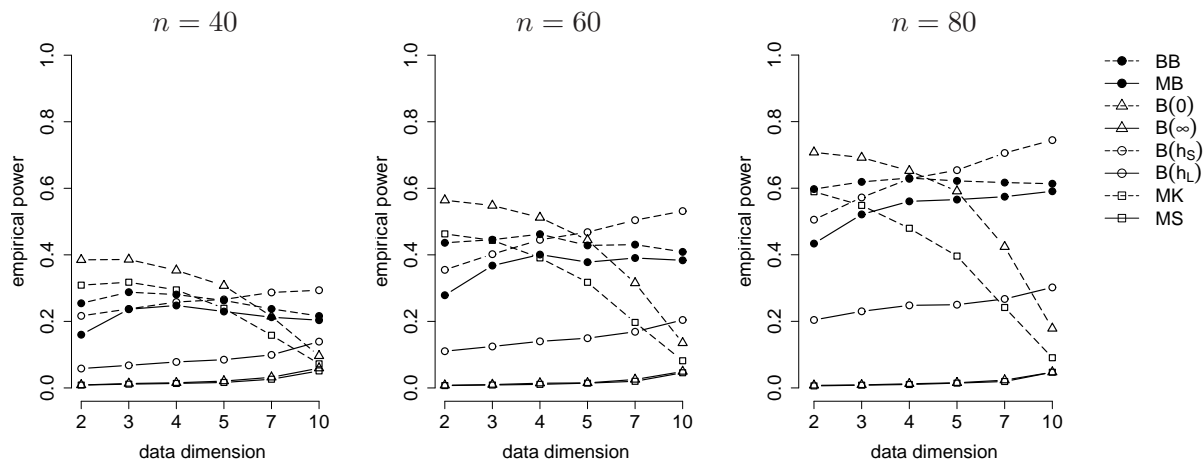 n = 40
n = 60
n = 80
empirical power
0.0 0.2 0.4 0.6 0.8 1.0
2 3 4 5 7 10
data dimension
empirical power
0.0 0.2 0.4 0.6 0.8 1.0
2 3 4 5 7 10
data dimension
empirical power
0.0 0.2 0.4 0.6 0.8 1.0
2 3 4 5 7 10
data dimension
BB
MB
B(0)
B(∞)
B(h_S)
B(h_L)
MK
MS